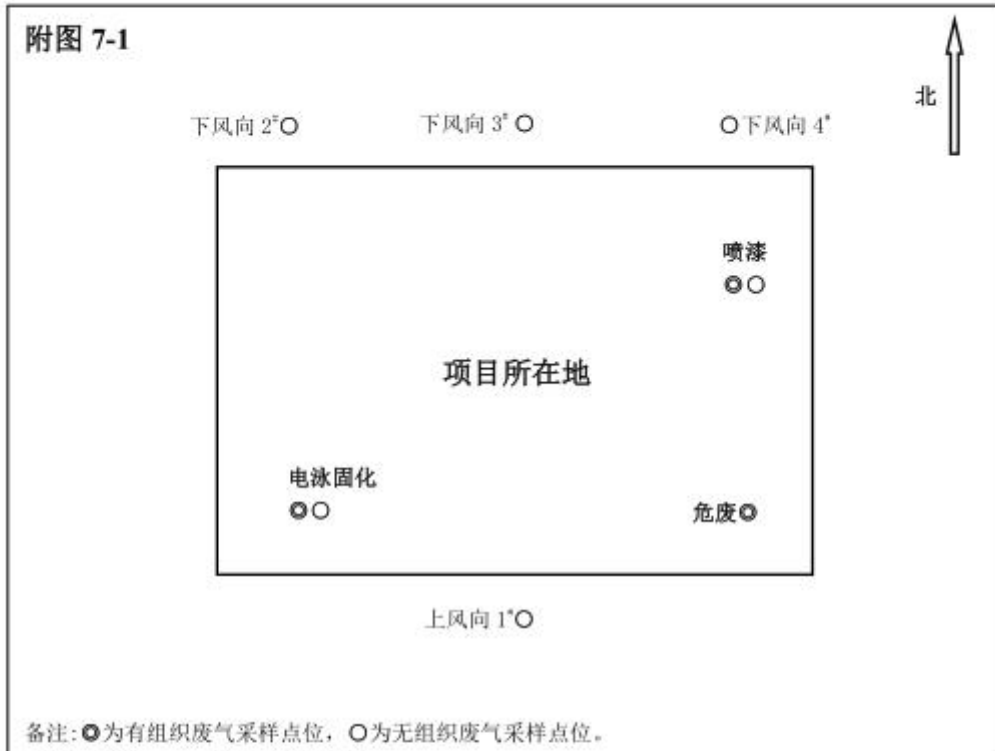 附图 7-1
北
下风向 2#○
下风向 3#○
○下风向 4#
喷漆
◎○
项目所在地
电泳固化
◎○
危废◎
上风向 1#○
备注:◎为有组织废气采样点位，○为无组织废气采样点位。